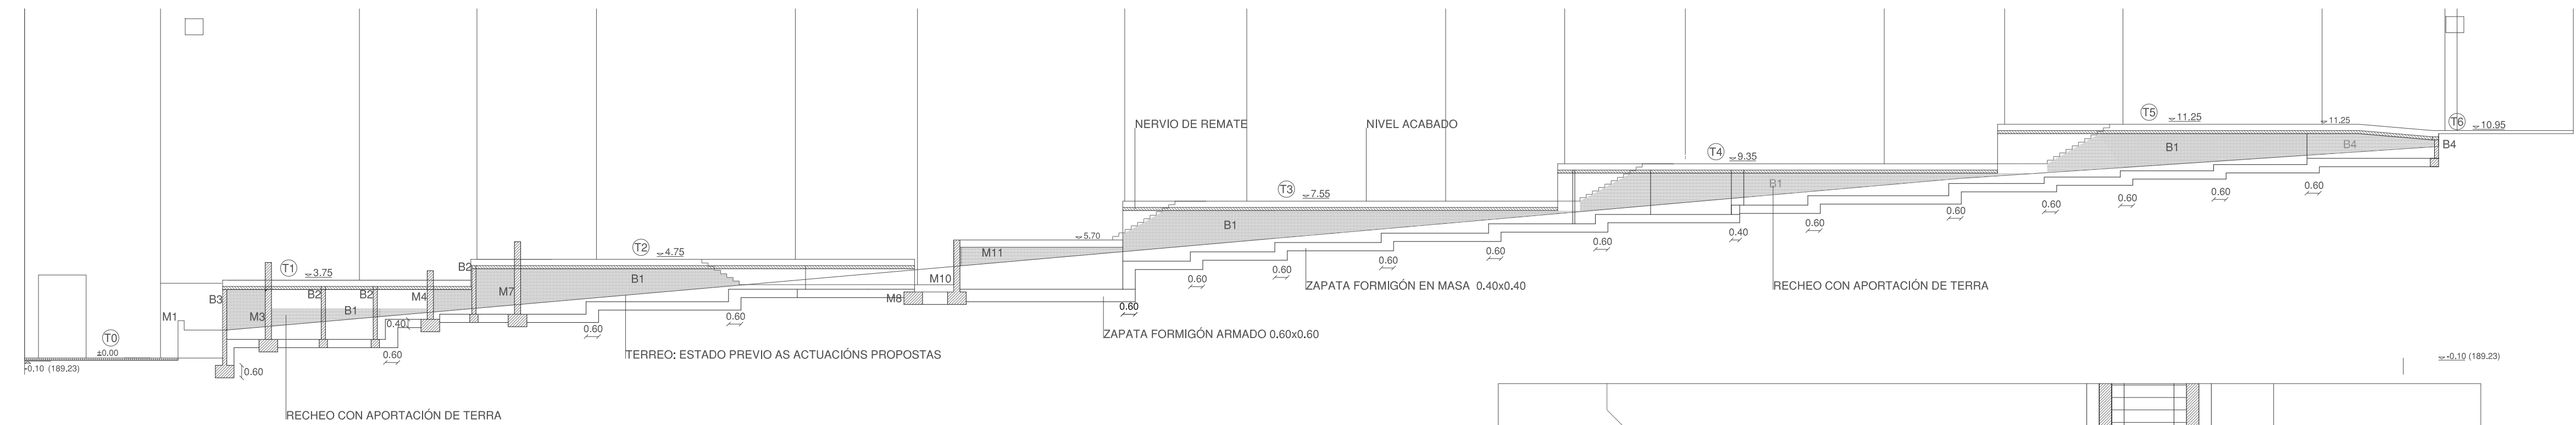 T5
11.25
11.25
T6
10.95
NERVIO DE REMATE
NIVEL ACABADO
B1
B4
B4
T4
9.35
B1
T3
7.55
0.60
0.60
0.60
0.60
0.60
0.60
B1
0.60
0.40
0.60
5.70
M11
0.60
T2
4.75
0.60
B2
T1
3.75
M10
0.60
0.60
B1
ZAPATA FORMIGÓN EN MASA 0.40x0.40
RECHEO CON APORTACIÓN DE TERRA
M7
B3
B2
B2
M4
M8
0.60
B1
M1
M3
0.40
0.60
0.60
ZAPATA FORMIGÓN ARMADO 0.60x0.60
T0
±0.00
0.60
TERREO: ESTADO PREVIO AS ACTUACIÓNS PROPOSTAS
-0.10 (189.23)
-0.10 (189.23)
0.60
RECHEO CON APORTACIÓN DE TERRA